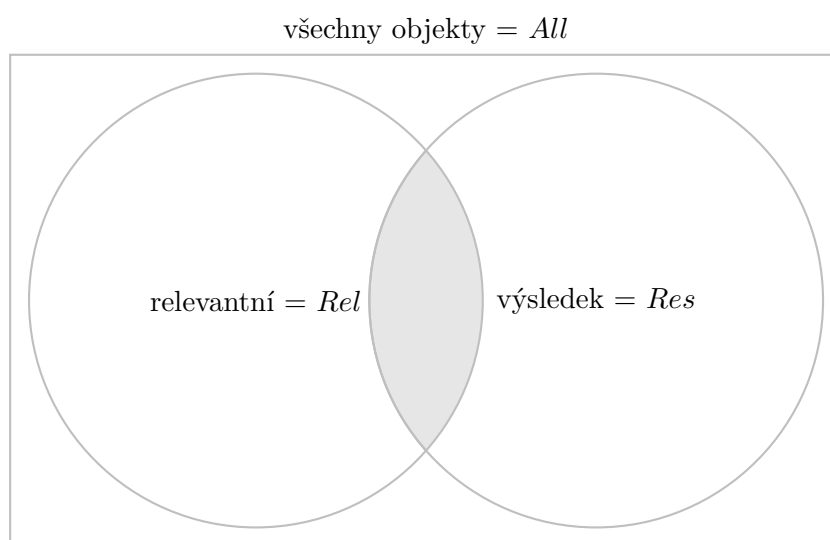 všechny objekty = All
relevantní = Rel
výsledek = Res